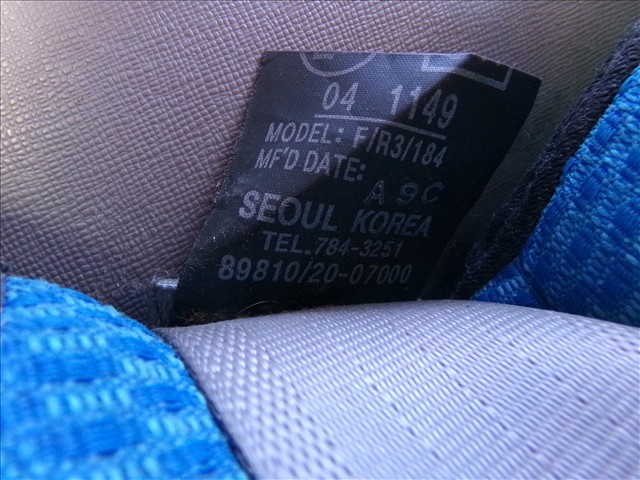 04 1149
MODEL: F/R3/184
MF'D DATE:
A 9C
SEOUL KOREA
TEL. 784-3251
89810/20-07000